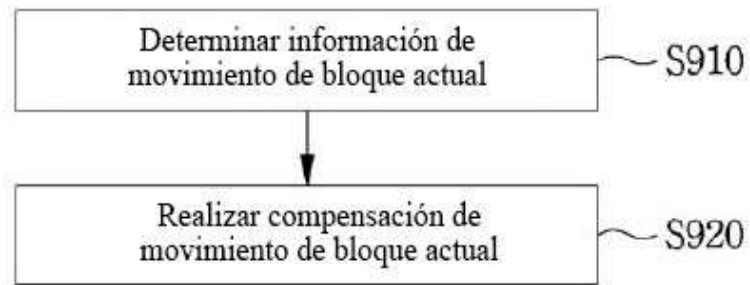 Determinar información de
movimiento de bloque actual
S910
Realizar compensación de
movimiento de bloque actual
S920